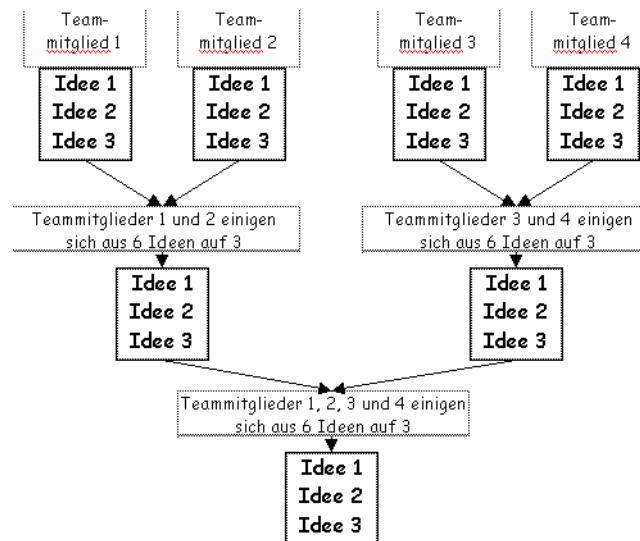 Team-
mitglied 1
Team-
mitglied 2
Team-
mitglied 3
Team-
mitglied 4
Idee 1
Idee 2
Idee 3
Idee 1
Idee 2
Idee 3
Idee 1
Idee 2
Idee 3
Idee 1
Idee 2
Idee 3
Teammitglieder 1 und 2 einigen
sich aus 6 Ideen auf 3
Teammitglieder 3 und 4 einigen
sich aus 6 Ideen auf 3
Idee 1
Idee 2
Idee 3
Idee 1
Idee 2
Idee 3
Teammitglieder 1, 2, 3 und 4 einigen
sich aus 6 Ideen auf 3
Idee 1
Idee 2
Idee 3